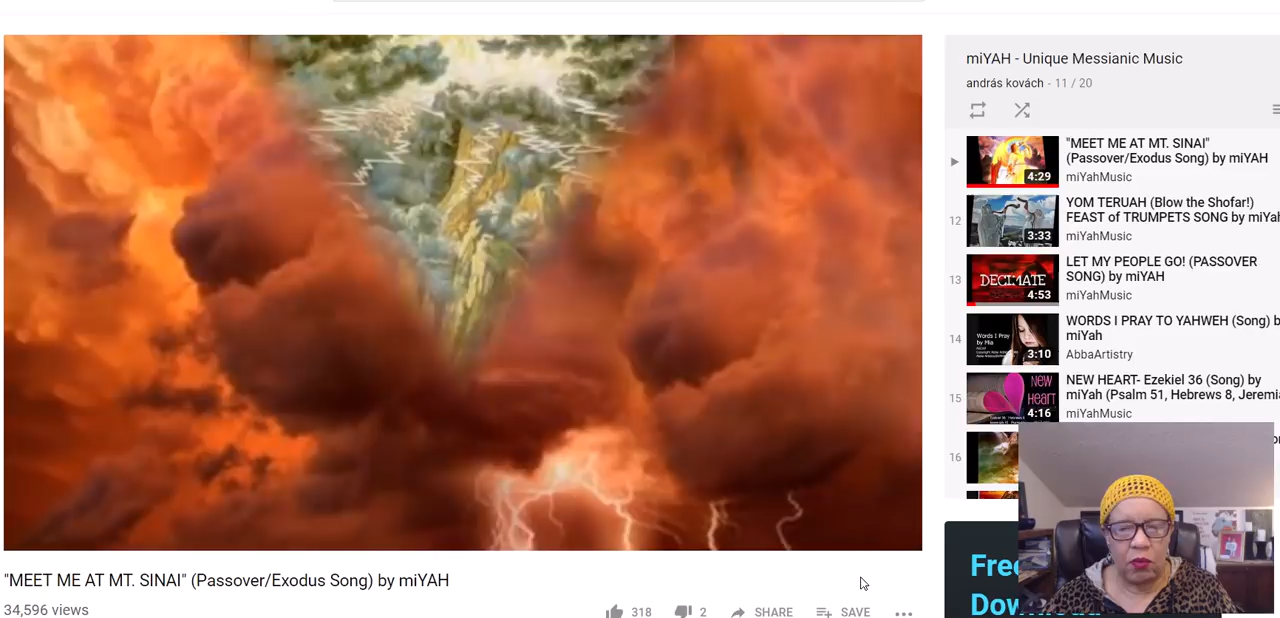 miYAH - Unique Messianic Music
andrás kovách - 11 / 20
"MEET ME AT MT. SINAI"
(Passover/Exodus Song) by miYAH
miYahMusic
4:29
12
YOM TERUAH (Blow the Shofar!)
FEAST of TRUMPETS SONG by miYah
miYahMusic
3:33
13
LET MY PEOPLE GO! (PASSOVER
SONG) by miYAH
miYahMusic
DECIMATE
4:53
14
WORDS I PRAY TO YAHWEH (Song) b
miYah
AbbaArtistry
Words I Pray
by Mia
3:10
15
NEW HEART- Ezekiel 36 (Song) by
miYah (Psalm 51, Hebrews 8, Jeremi
miYahMusic
NEW
HEART
4:16
16
Free
Dow
"MEET ME AT MT. SINAI" (Passover/Exodus Song) by miYAH
34,596 views
318
2
SHARE
SAVE